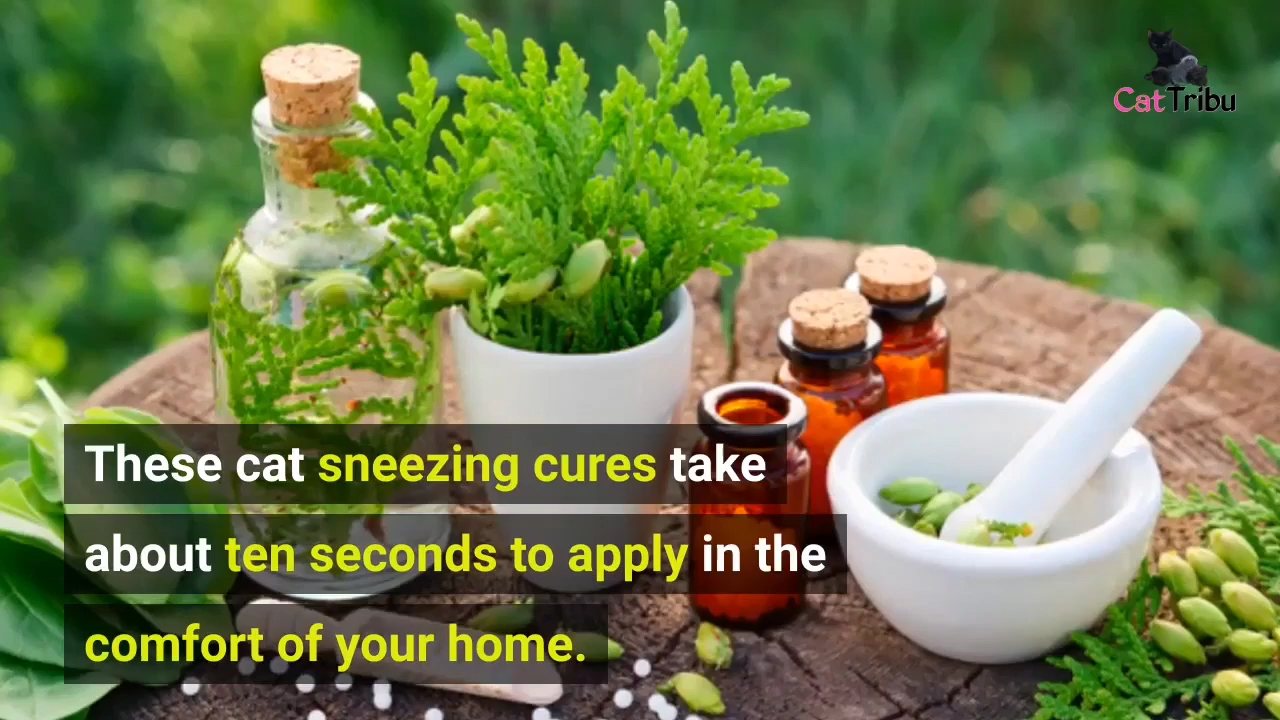 CatTribu
These cat sneezing cures take
about ten seconds to apply in the
comfort of your home.